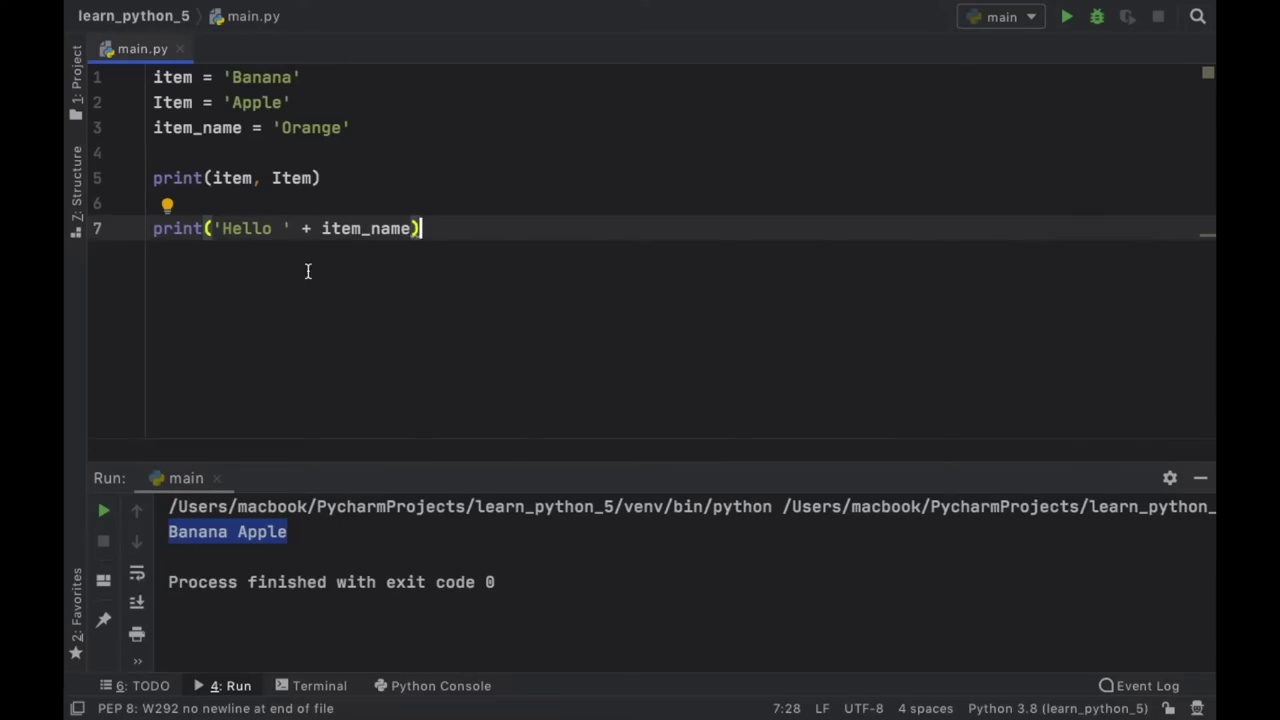 learn_python_5 main.py main
1: Project
main.py
1 item = 'Banana'
2 Item = 'Apple'
3 item_name = 'Orange'
4
5 print(item, Item)
6
7 print('Hello ' + item_name)
7: Structure
Run: main
/Users/macbook/PycharmProjects/learn_python_5/venv/bin/python /Users/macbook/PycharmProjects/learn_python_
Banana Apple
Process finished with exit code 0
2: Favorites
6: TODO 4: Run Terminal Python Console Event Log
PEP 8: W292 no newline at end of file 7:28 LF UTF-8 4 spaces Python 3.8 (learn_python_5)